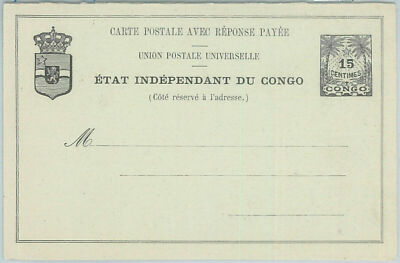 CARTE POSTALE AVEC RÉPONSE PAYÉE
UNION POSTALE UNIVERSELLE
ÉTAT INDÉPENDANT DU CONGO
(Côté réservé à l'adresse.)
15
CENTIMES
CONGO
M